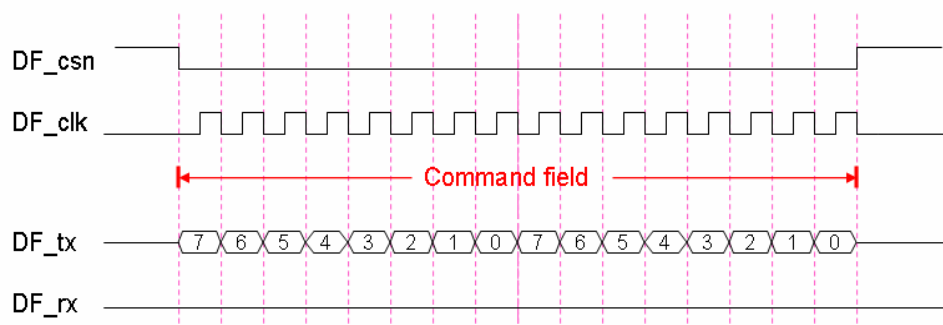 DF_csn
DF_clk
Command field
DF_tx 7 6 5 4 3 2 1 0 7 6 5 4 3 2 1 0
DF_rx